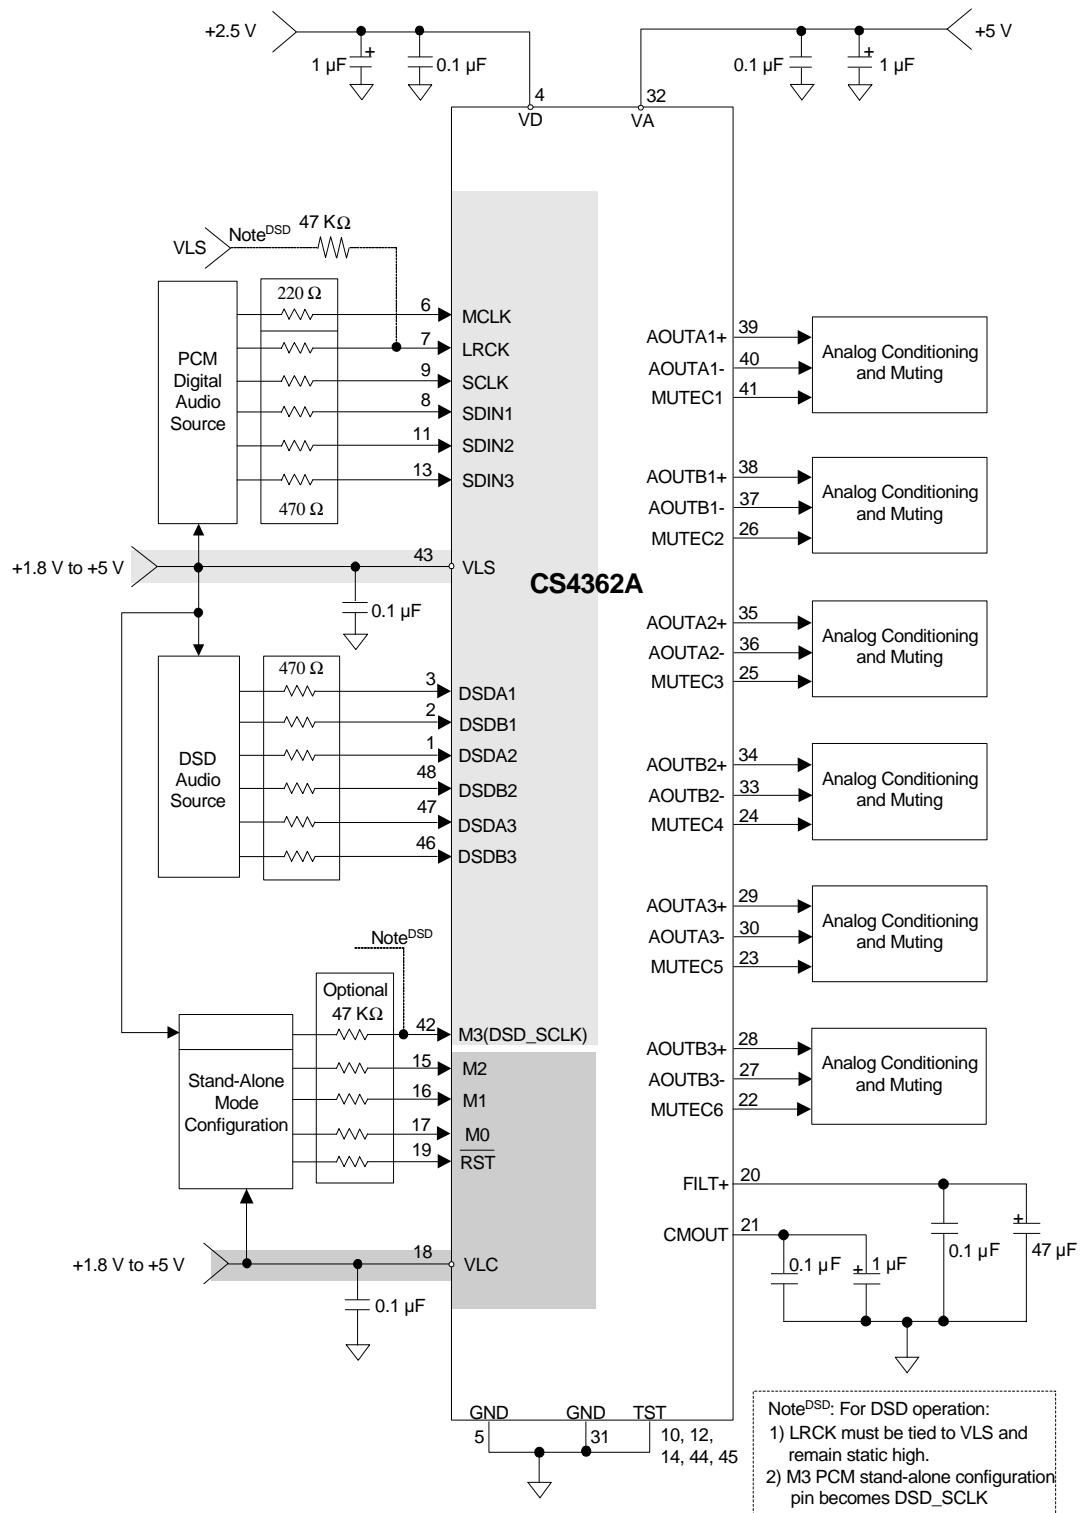 +2.5 V
+5 V
1 µF
+
0.1 µF
0.1 µF
+
1 µF
4
32
VD
VA
VLS
Note^DSD
47 KΩ
220 Ω
PCM
Digital
Audio
Source
470 Ω
6
MCLK
7
LRCK
9
SCLK
8
SDIN1
11
SDIN2
13
SDIN3
+1.8 V to +5 V
43
VLS
0.1 µF
CS4362A
470 Ω
DSD
Audio
Source
3
DSDA1
2
DSDB1
1
DSDA2
48
DSDB2
47
DSDA3
46
DSDB3
Note^DSD
Optional
47 KΩ
42
M3(DSD_SCLK)
Stand-Alone
Mode
Configuration
15
M2
16
M1
17
M0
19
RST
+1.8 V to +5 V
18
VLC
0.1 µF
AOUTA1+
39
AOUTA1-
40
MUTEC1
41
Analog Conditioning
and Muting
AOUTB1+
38
AOUTB1-
37
MUTEC2
26
Analog Conditioning
and Muting
AOUTA2+
35
AOUTA2-
36
MUTEC3
25
Analog Conditioning
and Muting
AOUTB2+
34
AOUTB2-
33
MUTEC4
24
Analog Conditioning
and Muting
AOUTA3+
29
AOUTA3-
30
MUTEC5
23
Analog Conditioning
and Muting
AOUTB3+
28
AOUTB3-
27
MUTEC6
22
Analog Conditioning
and Muting
FILT+
20
CMOUT
21
0.1 µF
+
1 µF
0.1 µF
+
47 µF
GND
5
GND
31
TST
10, 12,
14, 44, 45
Note^DSD: For DSD operation:
1) LRCK must be tied to VLS and
remain static high.
2) M3 PCM stand-alone configuration
pin becomes DSD_SCLK